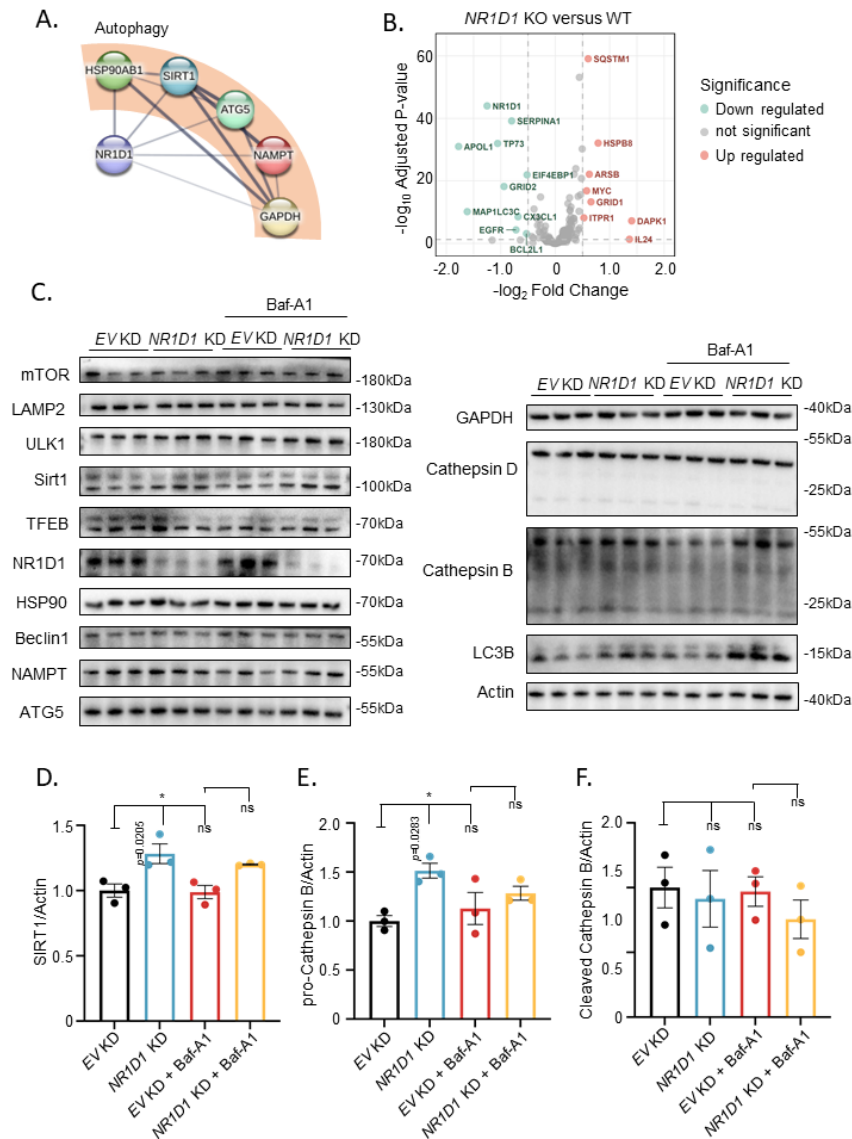 A.
Autophagy
HSP90AB1
SIRT1
ATG5
NR1D1
NAMPT
GAPDH
B.
NR1D1 KO versus WT
-log10 Adjusted P-value
60
40
20
0
SQSTM1
NR1D1
SERPINA1
APOL1
TP73
HSPB8
EIF4EBP1
ARSB
GRID2
MYC
GRID1
MAP1LC3C
CX3CL1
ITPR1
DAPK1
EGFR
BCL2L1
IL24
-2.0 -1.0 0 1.0 2.0
-log2 Fold Change
Significance
Down regulated
not significant
Up regulated
C.
Baf-A1
EV KD NR1D1 KD EV KD NR1D1 KD
mTOR -180kDa
LAMP2 -130kDa
ULK1 -180kDa
Sirt1 -100kDa
TFEB -70kDa
NR1D1 -70kDa
HSP90 -70kDa
Beclin1 -55kDa
NAMPT -55kDa
ATG5 -55kDa
Baf-A1
EV KD NR1D1 KD EV KD NR1D1 KD
GAPDH -40kDa
-55kDa
Cathepsin D
-25kDa
-55kDa
Cathepsin B
-25kDa
LC3B -15kDa
Actin -40kDa
D.
SIRT1/Actin
1.5
1.0
0.5
0
p=0.0205
*
ns
ns
EV KD
NR1D1 KD
EV KD + Baf-A1
NR1D1 KD + Baf-A1
E.
pro-Cathepsin B/Actin
2.0
1.5
1.0
0.5
0
p=0.0283
*
ns
ns
EV KD
NR1D1 KD
EV KD + Baf-A1
NR1D1 KD + Baf-A1
F.
Cleaved Cathepsin B/Actin
2.0
1.5
1.0
0.5
0.0
ns
ns
ns
EV KD
NR1D1 KD
EV KD + Baf-A1
NR1D1 KD + Baf-A1